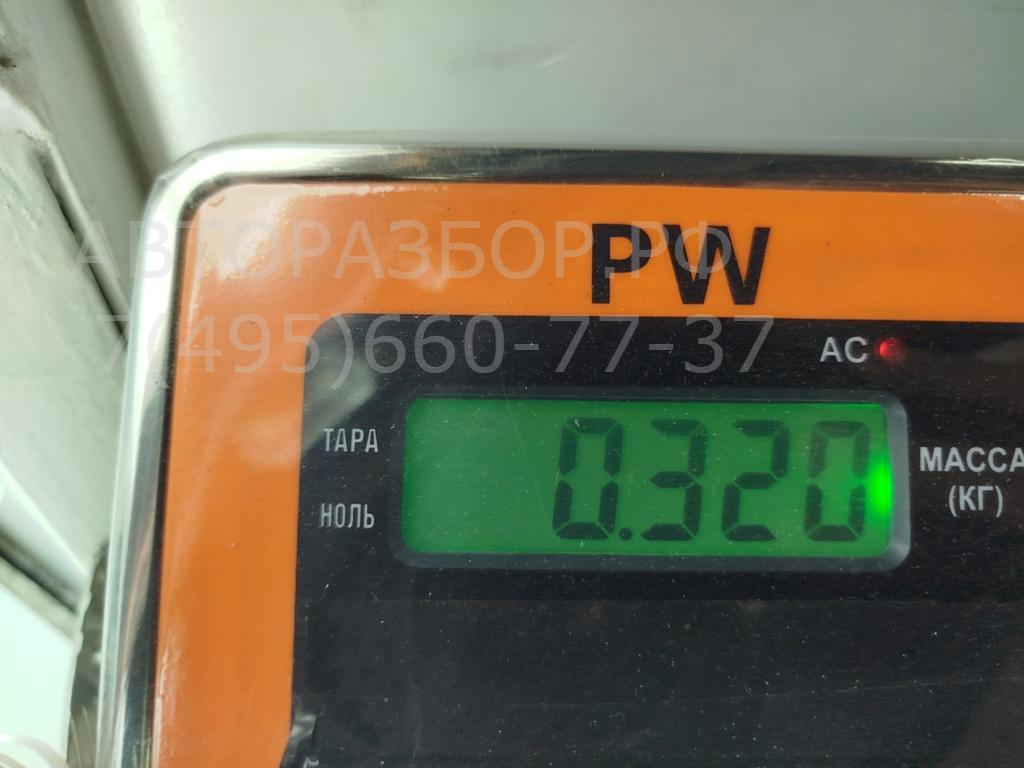 АВТОРАЗБОР.РФ
PW
+7(495)660-77-37
AC
ТАРА
0.320
МАССА
(КГ)
НОЛЬ